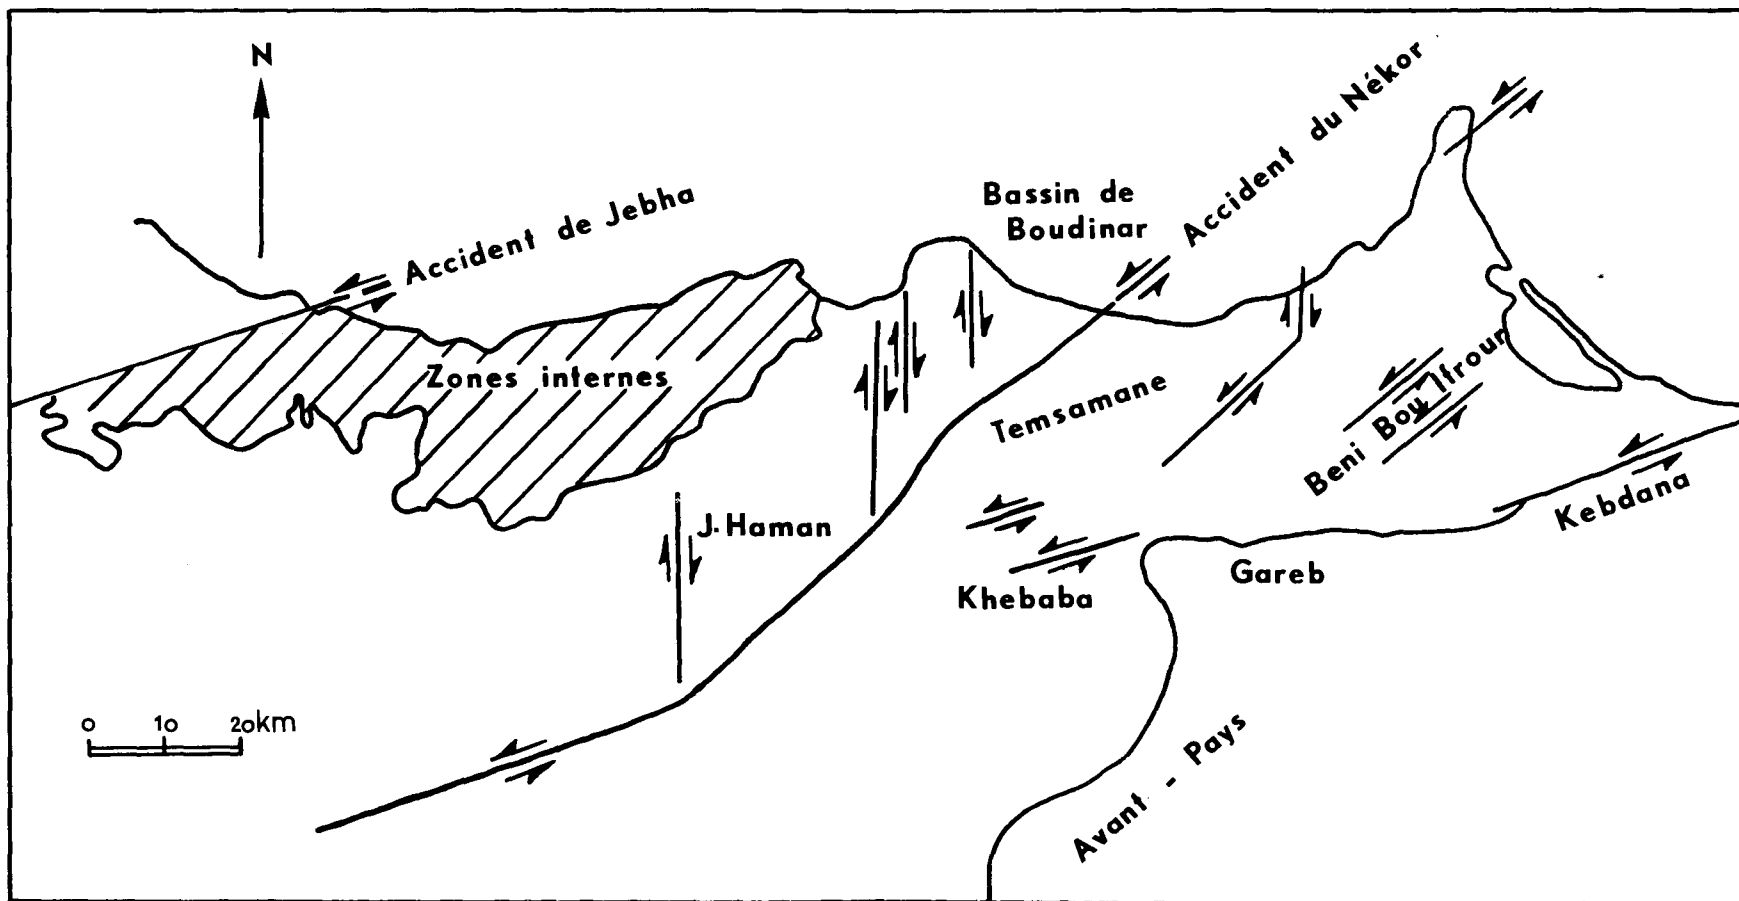 N
Accident de Jebha
Bassin de
Boudinar
Accident du Nékor
Zones internes
Temsamane
Beni Bou Ifrour
J. Haman
Kebdana
Khebaba
Gareb
Avant - Pays
0 10 20km